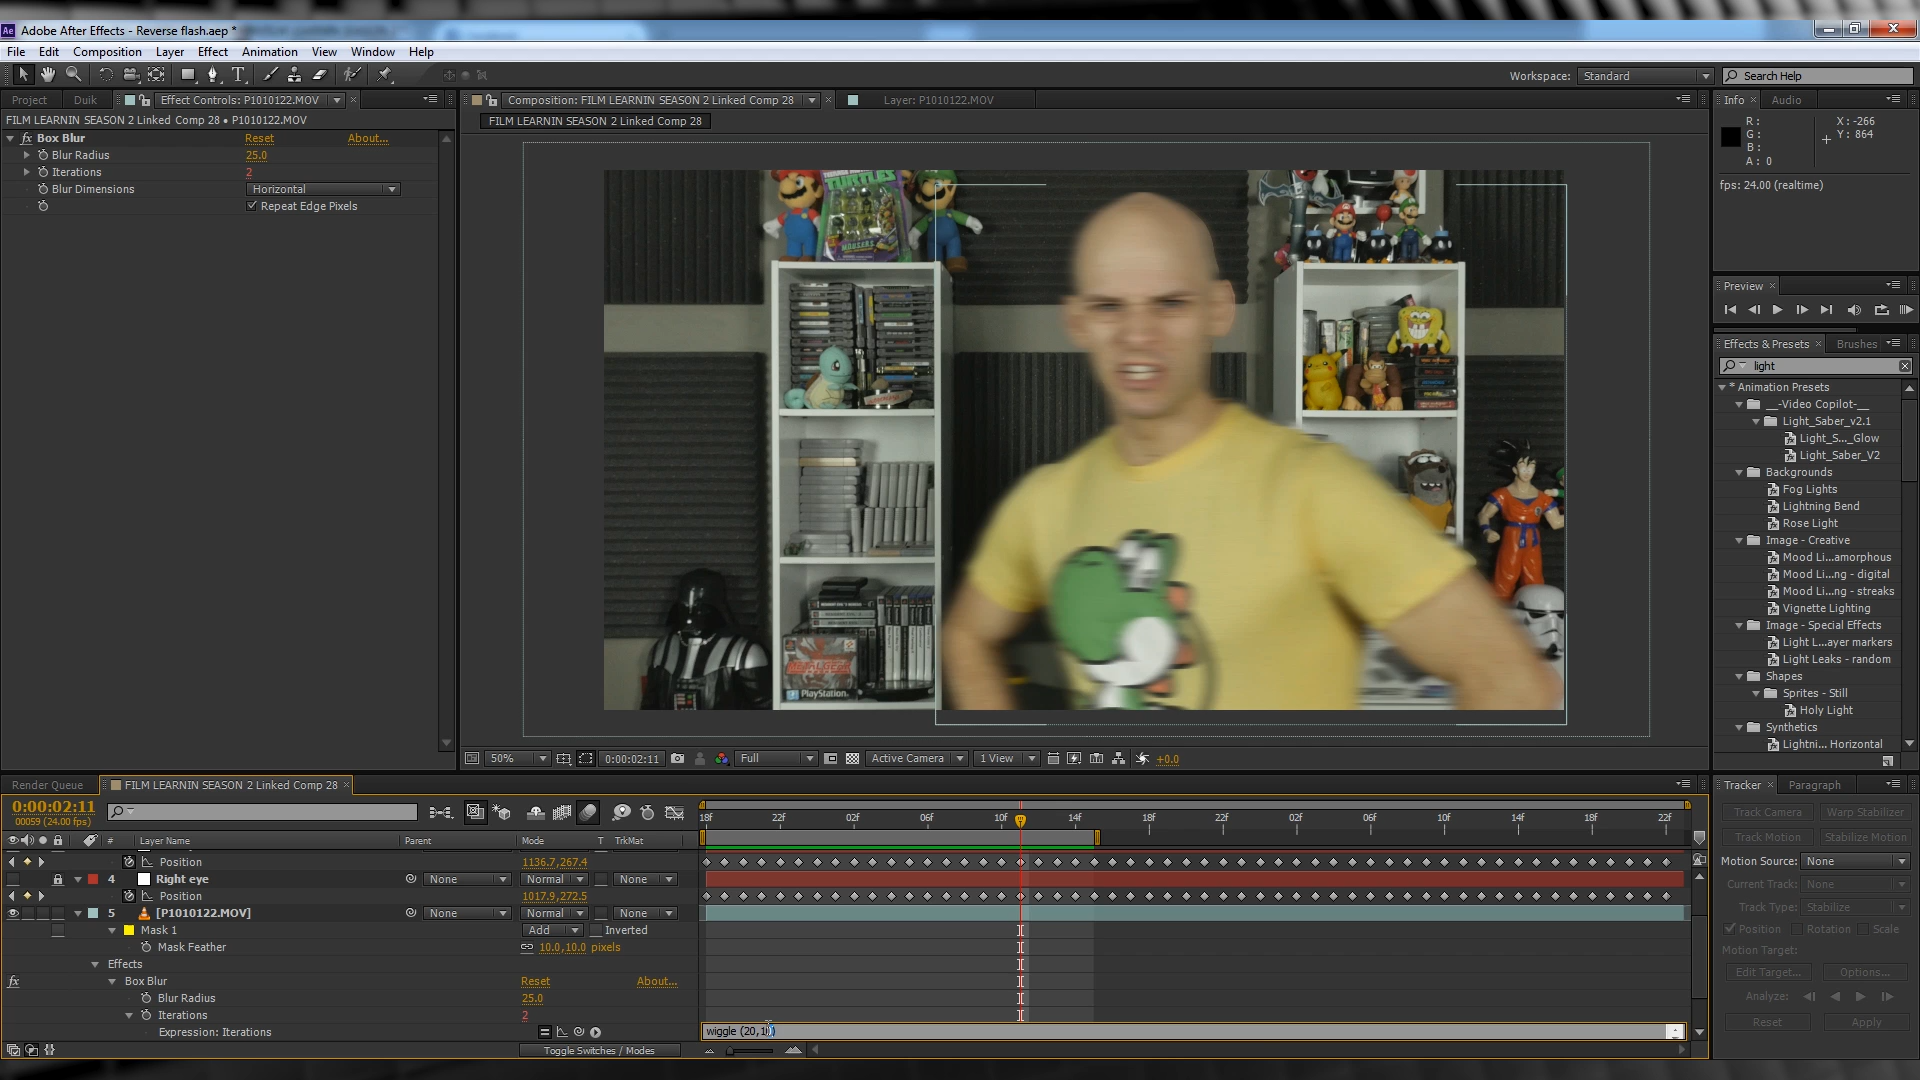 Adobe After Effects - Reverse flash.aep *
File Edit Composition Layer Effect Animation View Window Help
Workspace: Standard
Search Help
Project Duik Effect Controls: P1010122.MOV
Composition: FILM LEARNIN SEASON 2 Linked Comp 28
Layer: P1010122.MOV
Info Audio
FILM LEARNIN SEASON 2 Linked Comp 28 • P1010122.MOV
FILM LEARNIN SEASON 2 Linked Comp 28
fx Box Blur Reset About...
Blur Radius 25.0
Iterations 2
Blur Dimensions Horizontal
Repeat Edge Pixels
R :
G :
B :
A : 0
X : -266
Y : 864
fps: 24.00 (realtime)
Preview
Effects & Presets Brushes
light
* Animation Presets
__-Video Copilot-__
Light_Saber_v2.1
Light_S..._Glow
Light_Saber_V2
Backgrounds
Fog Lights
Lightning Bend
Rose Light
Image - Creative
Mood Li...amorphous
Mood Li...ng - digital
Mood Li...ng - streaks
Vignette Lighting
Image - Special Effects
Light L...ayer markers
Light Leaks - random
Shapes
Sprites - Still
Holy Light
Synthetics
Lightni... Horizontal
TURTLES
MOUSERS
METAL GEAR
PlayStation
50% 0:00:02:11 Full Active Camera 1 View +0.0
Render Queue FILM LEARNIN SEASON 2 Linked Comp 28
0:00:02:11
00059 (24.00 fps)
18f 22f 02f 06f 10f 14f 18f 22f 02f 06f 10f 14f 18f 22f
# Layer Name Parent Mode T TrkMat
Position 1136.7,267.4
4 Right eye None Normal None
Position 1017.9,272.5
5 [P1010122.MOV] None Normal None
Mask 1 Add Inverted
Mask Feather 10.0,10.0 pixels
Effects
fx Box Blur Reset About...
Blur Radius 25.0
Iterations 2
Expression: Iterations
wiggle (20,1
Toggle Switches / Modes
Tracker Paragraph
Track Camera Warp Stabilizer
Track Motion Stabilize Motion
Motion Source: None
Current Track: None
Track Type: Stabilize
Position Rotation Scale
Motion Target:
Edit Target... Options...
Analyze:
Reset Apply